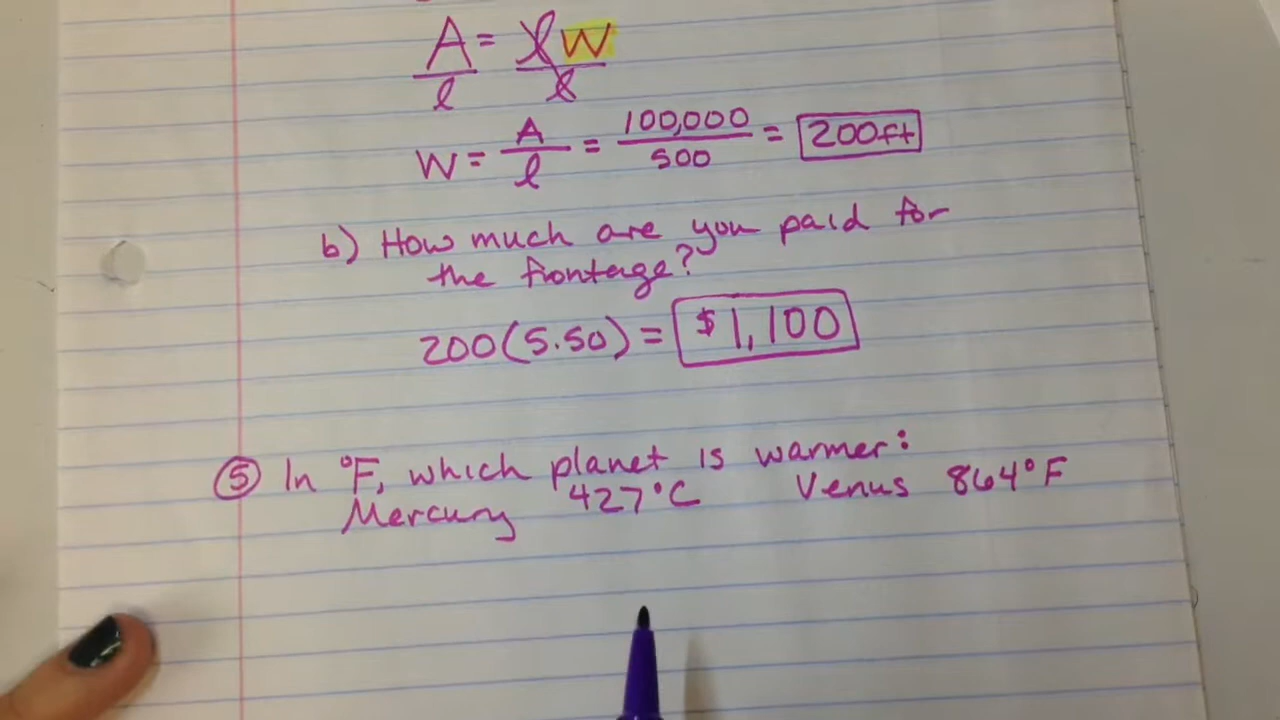 A = lW
l l
W = A/l = 100,000/500 = 200ft
b) How much are you paid for
the frontage?
200(5.50) = $1,100
⑤ In °F, which planet is warmer:
Mercury 427°C Venus 864°F